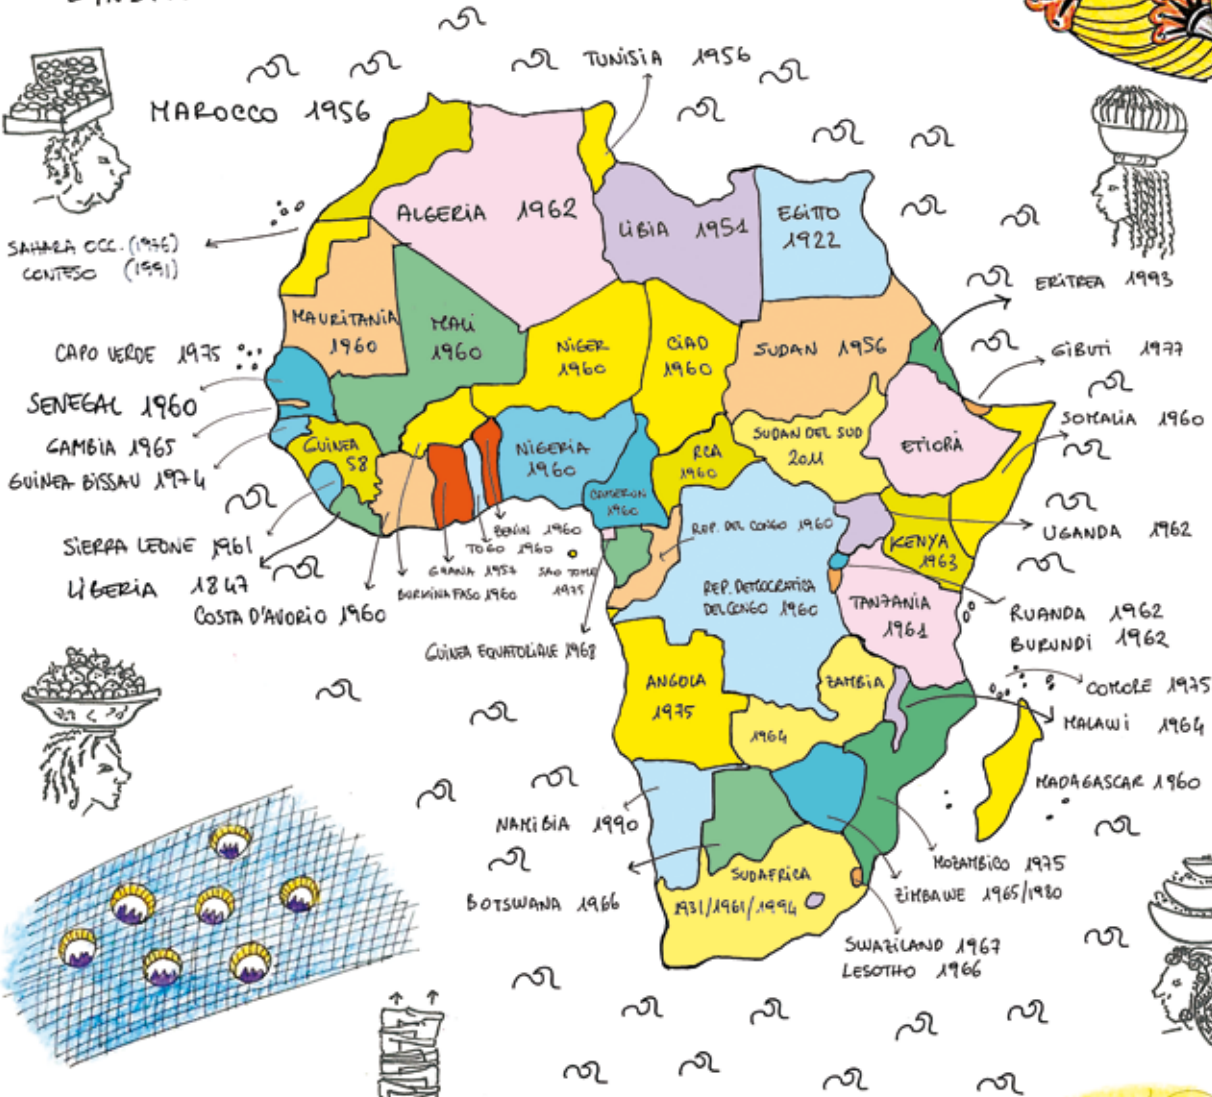 TUNISIA 1956
MAROCCO 1956
ALGERIA 1962
LIBIA 1951
EGITTO
1922
SAHARA OCC. (1976)
CONTESO (1991)
ERITREA 1993
MAURITANIA
1960
MALI
1960
NIGER
1960
CIAD
1960
SUDAN 1956
GIBUTI 1977
CAPO VERDE 1975
SENEGAL 1960
GAMBIA 1965
GUINEA BISSAU 1974
GUINEA
58
NIGERIA
1960
RCA
1960
SUDAN DEL SUD
2011
ETIOPIA
SOMALIA 1960
CAMERUN
1960
SIERRA LEONE 1961
LIBERIA 1847
COSTA D'AVORIO 1960
BENIN 1960
TOGO 1960
GHANA 1957
BURKINA FASO 1960
SAO TOME
1975
GUINEA EQUATORIALE 1968
REP. DEL CONGO 1960
REP. DEMOCRATICA
DEL CONGO 1960
UGANDA 1962
KENYA
1963
TANZANIA
1961
RUANDA 1962
BURUNDI 1962
COMORE 1975
MALAWI 1964
ANGOLA
1975
ZAMBIA
1964
MADAGASCAR 1960
NAMIBIA 1990
BOTSWANA 1966
SUDAFRICA
1931/1961/1994
MOZAMBICO 1975
ZIMBAWE 1965/1980
SWAZILAND 1967
LESOTHO 1966